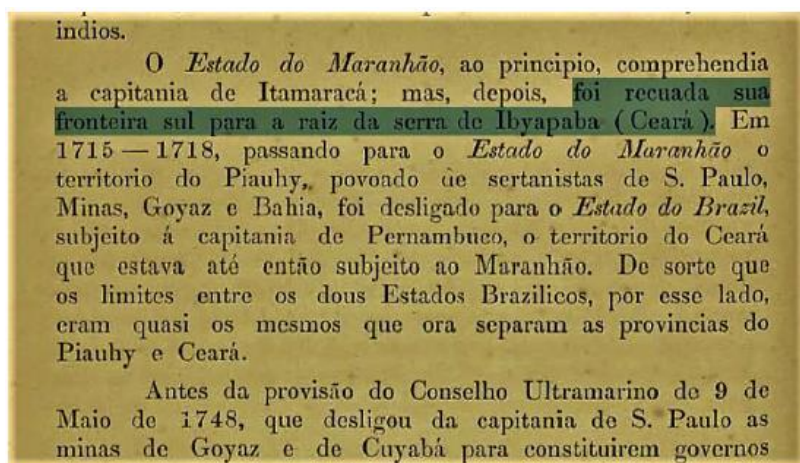 indios.
O Estado do Maranhão, ao principio, comprehendia
a capitania de Itamaracá; mas, depois, foi recuada sua
fronteira sul para a raiz da serra de Ibyapaba (Ceará). Em
1715 — 1718, passando para o Estado do Maranhão o
territorio do Piauhy, povoado de sertanistas de S. Paulo,
Minas, Goyaz e Bahia, foi desligado para o Estado do Brazil,
subjeito á capitania de Pernambuco, o territorio do Ceará
que estava até então subjeito ao Maranhão. De sorte que
os limites entre os dous Estados Brazilicos, por esse lado,
eram quasi os mesmos que ora separam as provincias do
Piauhy e Ceará.
Antes da provisão do Conselho Ultramarino de 9 de
Maio de 1748, que desligou da capitania de S. Paulo as
minas de Goyaz e de Cuyabá para constituirem governos